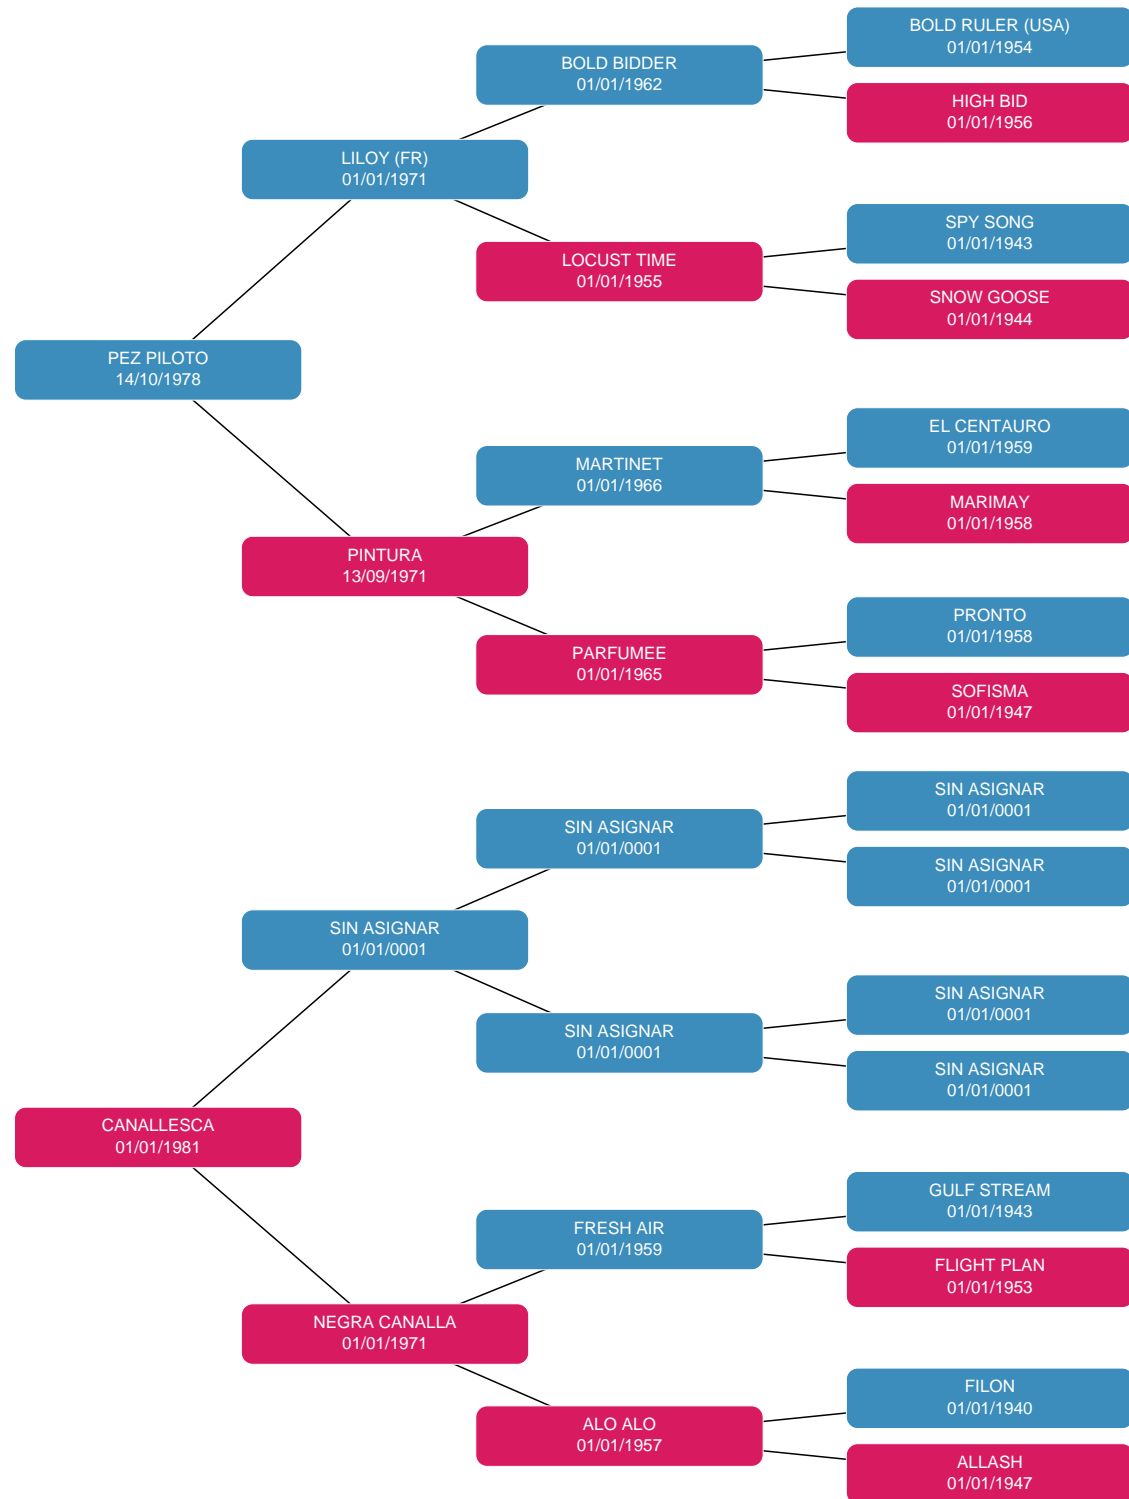 BOLD RULER (USA)
01/01/1954
BOLD BIDDER
01/01/1962
HIGH BID
01/01/1956
LILOY (FR)
01/01/1971
SPY SONG
01/01/1943
LOCUST TIME
01/01/1955
SNOW GOOSE
01/01/1944
PEZ PILOTO
14/10/1978
EL CENTAURO
01/01/1959
MARTINET
01/01/1966
MARIMAY
01/01/1958
PINTURA
13/09/1971
PRONTO
01/01/1958
PARFUMEE
01/01/1965
SOFISMA
01/01/1947
SIN ASIGNAR
01/01/0001
SIN ASIGNAR
01/01/0001
SIN ASIGNAR
01/01/0001
SIN ASIGNAR
01/01/0001
SIN ASIGNAR
01/01/0001
SIN ASIGNAR
01/01/0001
SIN ASIGNAR
01/01/0001
CANALLESCA
01/01/1981
GULF STREAM
01/01/1943
FRESH AIR
01/01/1959
FLIGHT PLAN
01/01/1953
NEGRA CANALLA
01/01/1971
FILON
01/01/1940
ALO ALO
01/01/1957
ALLASH
01/01/1947